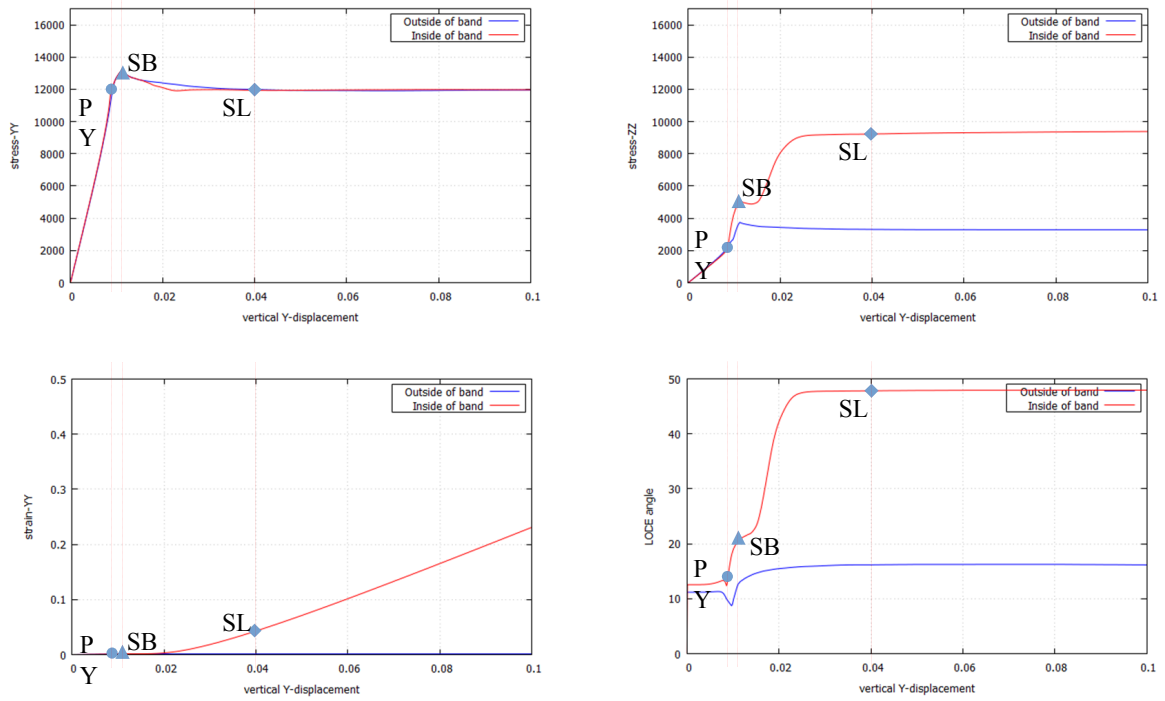 16000
14000
12000
10000
8000
6000
4000
2000
0
stress-YY
Outside of band
Inside of band
SB
P
Y
SL
0 0.02 0.04 0.06 0.08 0.1
vertical Y-displacement
16000
14000
12000
10000
8000
6000
4000
2000
0
stress-ZZ
Outside of band
Inside of band
SL
SB
P
Y
0 0.02 0.04 0.06 0.08 0.1
vertical Y-displacement
0.5
0.4
0.3
0.2
0.1
0
strain-YY
Outside of band
Inside of band
SL
SB
P
Y
0 0.02 0.04 0.06 0.08 0.1
vertical Y-displacement
50
40
30
20
10
0
LODE angle
Outside of band
Inside of band
SL
SB
P
Y
0 0.02 0.04 0.06 0.08 0.1
vertical Y-displacement